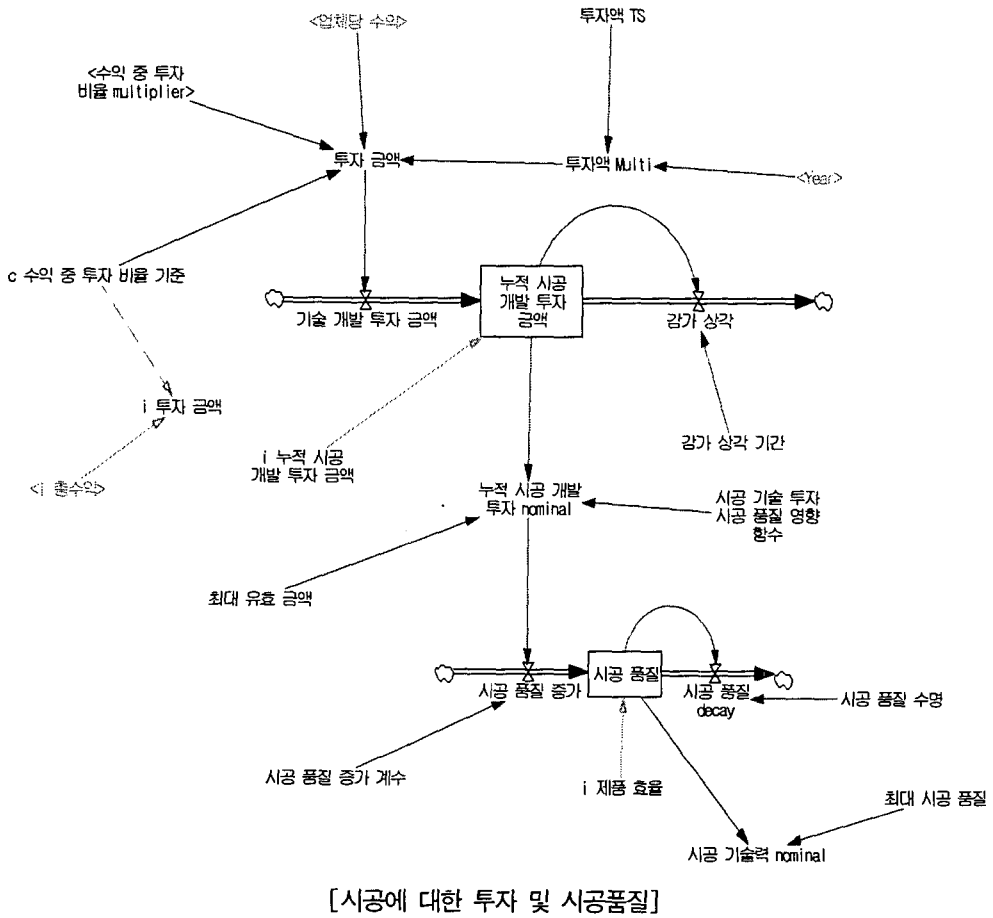 <업체당 수익>
투자액 TS
<수익 중 투자
비율 multiplier>
투자 금액
투자액 Multi
<Year>
c 수익 중 투자 비율 기준
누적 시공
개발 투자
금액
기술 개발 투자 금액
감가 상각
i 투자 금액
감가 상각 기간
i 누적 시공
개발 투자 금액
<i 총수익>
누적 시공 개발
투자 nominal
시공 기술 투자
시공 품질 영향
함수
최대 유효 금액
시공 품질
시공 품질 증가
시공 품질
decay
시공 품질 수명
시공 품질 증가 계수
i 제품 효율
최대 시공 품질
시공 기술력 nominal
[시공에 대한 투자 및 시공품질]